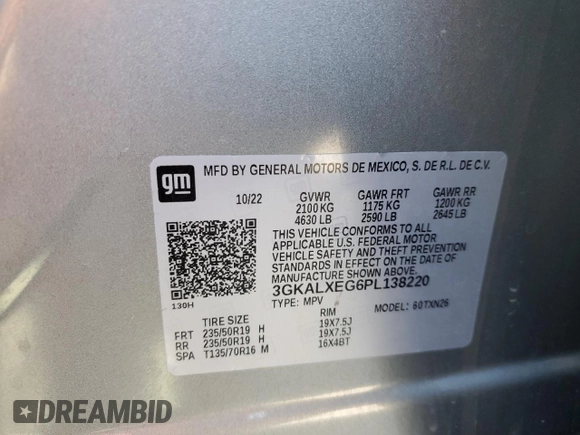 gm
MFD BY GENERAL MOTORS DE MEXICO, S. DE R.L. DE C.V.
10/22 GVWR GAWR FRT GAWR RR
2100 KG 1175 KG 1200 KG
4630 LB 2590 LB 2645 LB
THIS VEHICLE CONFORMS TO ALL
APPLICABLE U.S. FEDERAL MOTOR
VEHICLE SAFETY AND THEFT PREVENTION
STANDARDS IN EFFECT ON THE DATE OF
MANUFACTURE SHOWN ABOVE.
3GKALXEG6PL138220
130H
TYPE: MPV MODEL: 60TXN26
TIRE SIZE RIM
FRT 235/50R19 H 19X7.5J
RR 235/50R19 H 19X7.5J
SPA T135/70R16 M 16X4BT
DREAMBID